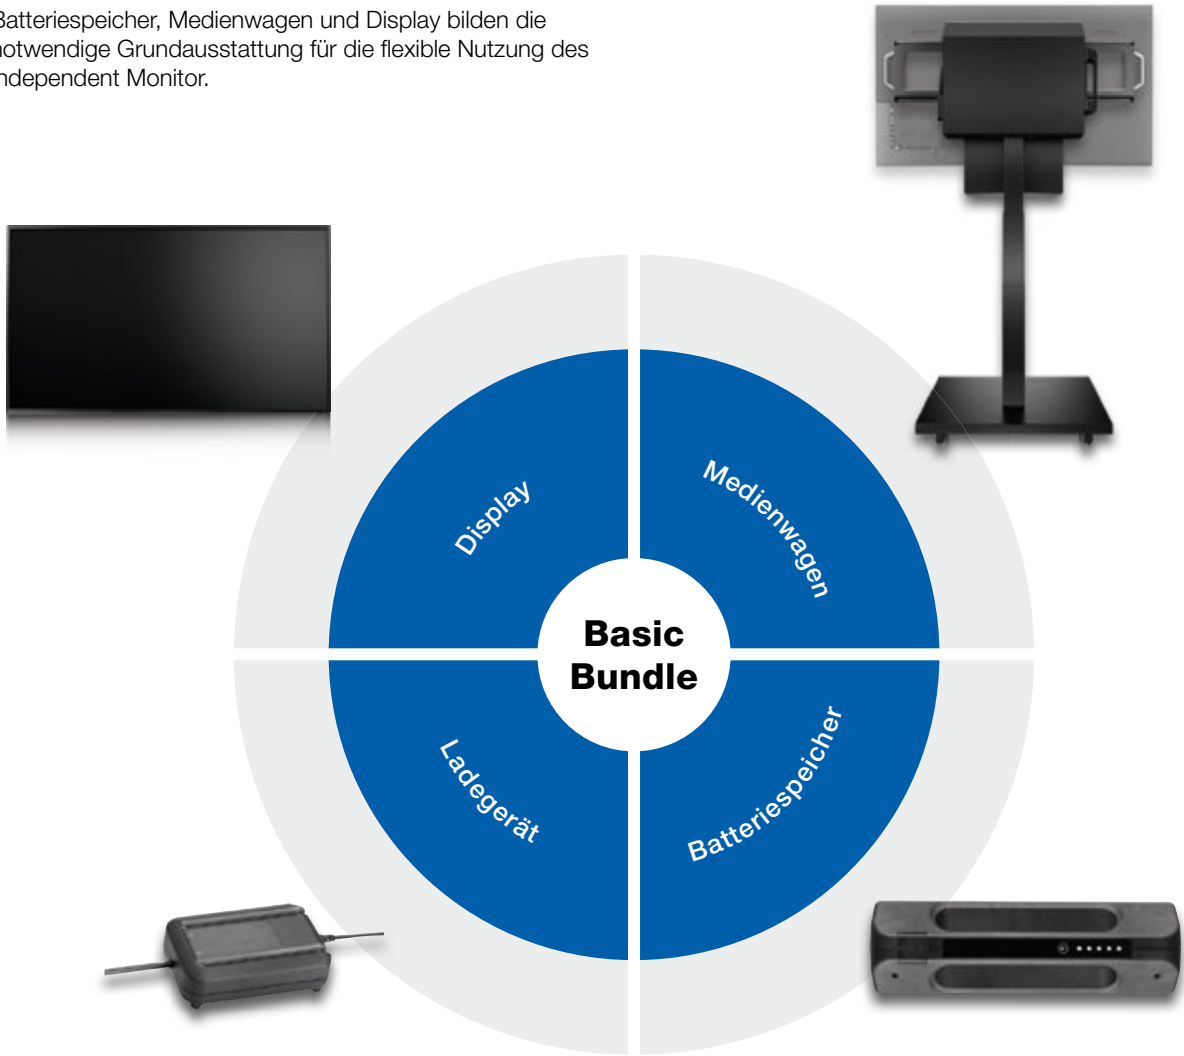 Batteriespeicher, Medienwagen und Display bilden die
notwendige Grundausstattung für die flexible Nutzung des
Independent Monitor.
Display
Medienwagen
Basic
Bundle
Ladegerät
Batteriespeicher